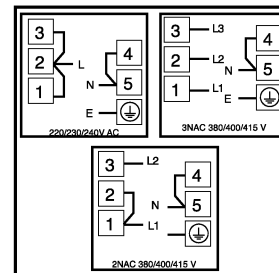 3
2 L
1
4
N 5
E
220/230/240V AC
3 L3
2 L2
1 L1
4
N 5
E
3NAC 380/400/415 V
3 L2
2
1 L1
4
N 5
2NAC 380/400/415 V